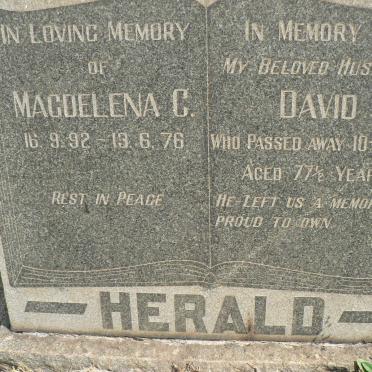 IN LOVING MEMORY
OF
MAGDELENA C.
16.9.92 - 13.6.76
REST IN PEACE
IN MEMORY
MY BELOVED HUS
DAVID
WHO PASSED AWAY 10-
AGED 77½ YEAR
HE LEFT US A MEMOR
PROUD TO OWN
HERALD